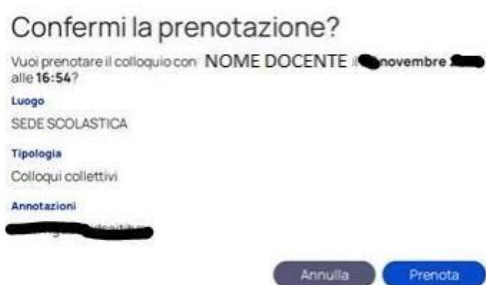 Confermi la prenotazione?
Vuoi prenotare il colloquio con NOME DOCENTE il novembre
alle 16:54?
Luogo
SEDE SCOLASTICA
Tipologia
Colloqui collettivi
Annotazioni
Annulla Prenota